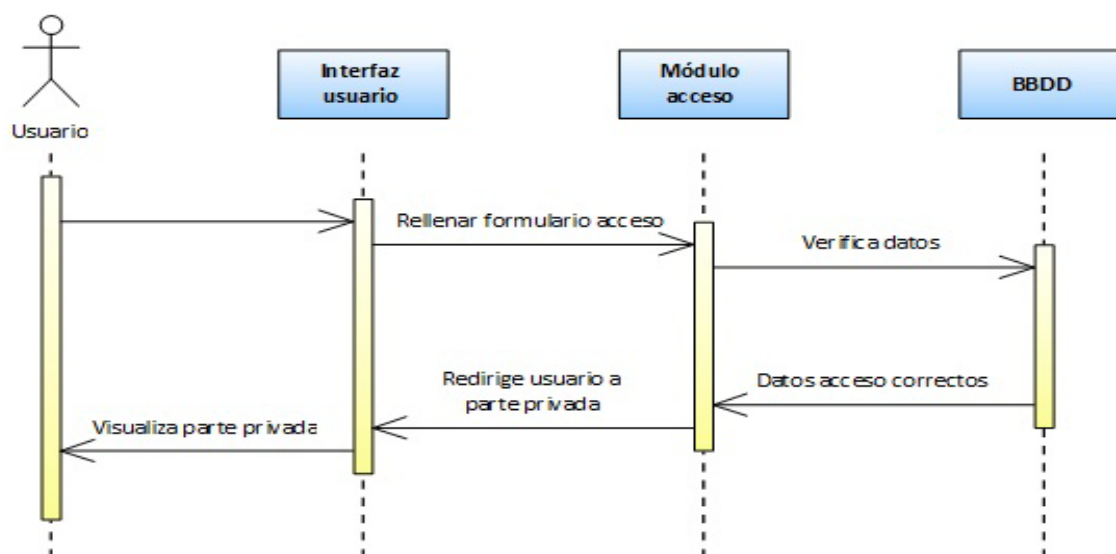 Usuario
Interfaz
usuario
Módulo
acceso
BBDD
Rellenar formulario acceso
Verifica datos
Datos acceso correctos
Redirige usuario a
parte privada
Visualiza parte privada